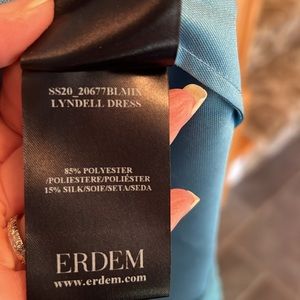 SS20_20677BLMIX
LYNDELL DRESS
85% POLYESTER
/POLIESTERE/POLIÉSTER
15% SILK/SOIE/SETA/SEDA
ERDEM
www.erdem.com